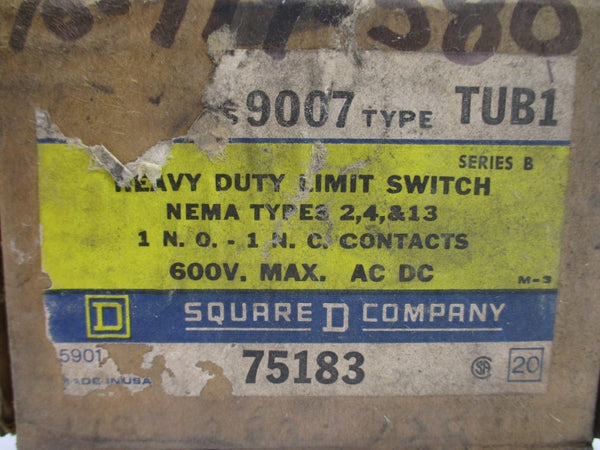 S 9007 TYPE TUB1
SERIES B
HEAVY DUTY LIMIT SWITCH
NEMA TYPES 2,4,&13
1 N. O. - 1 N. C. CONTACTS
600V. MAX. AC DC
M-3
D SQUARE D COMPANY
5901 75183 SA 20
MADE IN USA